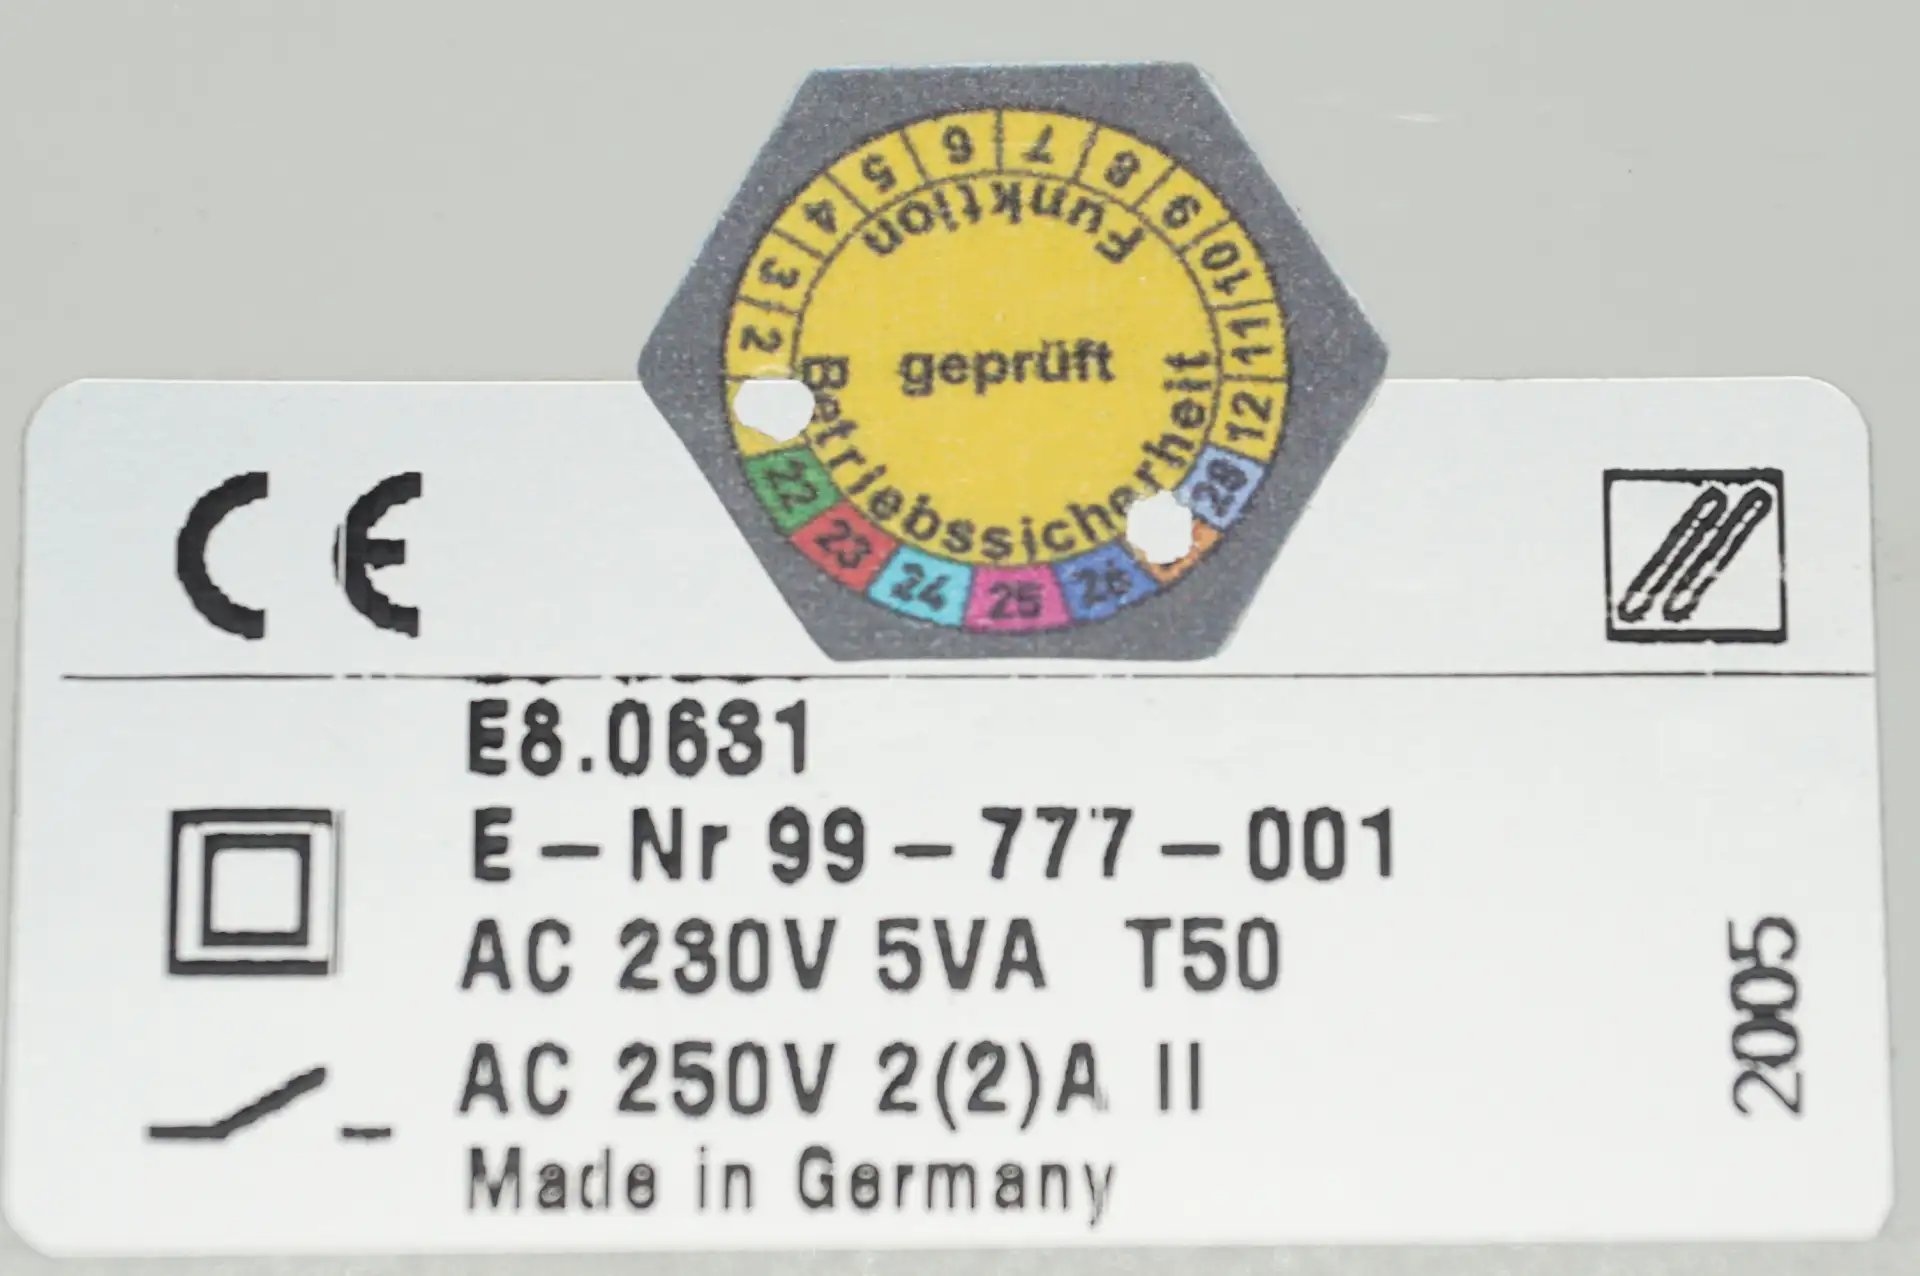 2 3 4 5 6 7 8 9 10 11 12
Funktion
geprüft
Betriebssicherheit
22 23 24 25 26 28
CE
E8.0631
E-Nr 99-777-001
AC 230V 5VA T50
AC 250V 2(2)A II
Made in Germany
2005